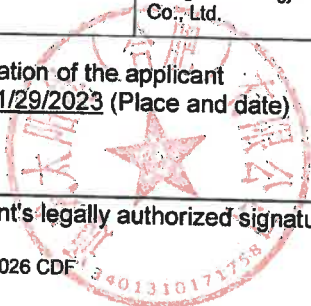 Co., Ltd.
ation of the applicant
1/29/2023 (Place and date)
nt's legally authorized signatu
026 CDF
3401310171758